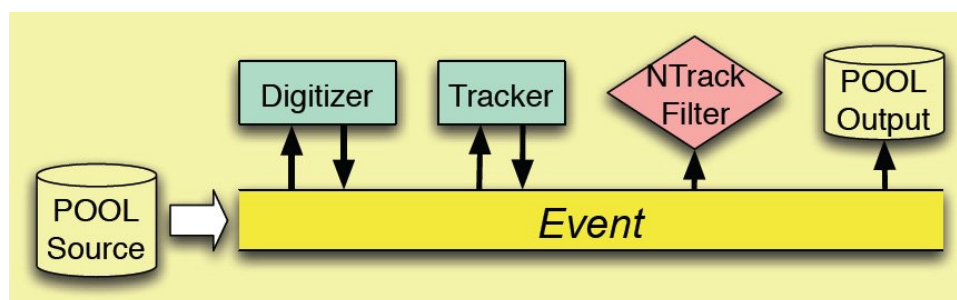 Digitizer
Tracker
NTrack
Filter
POOL
Output
POOL
Source
Event